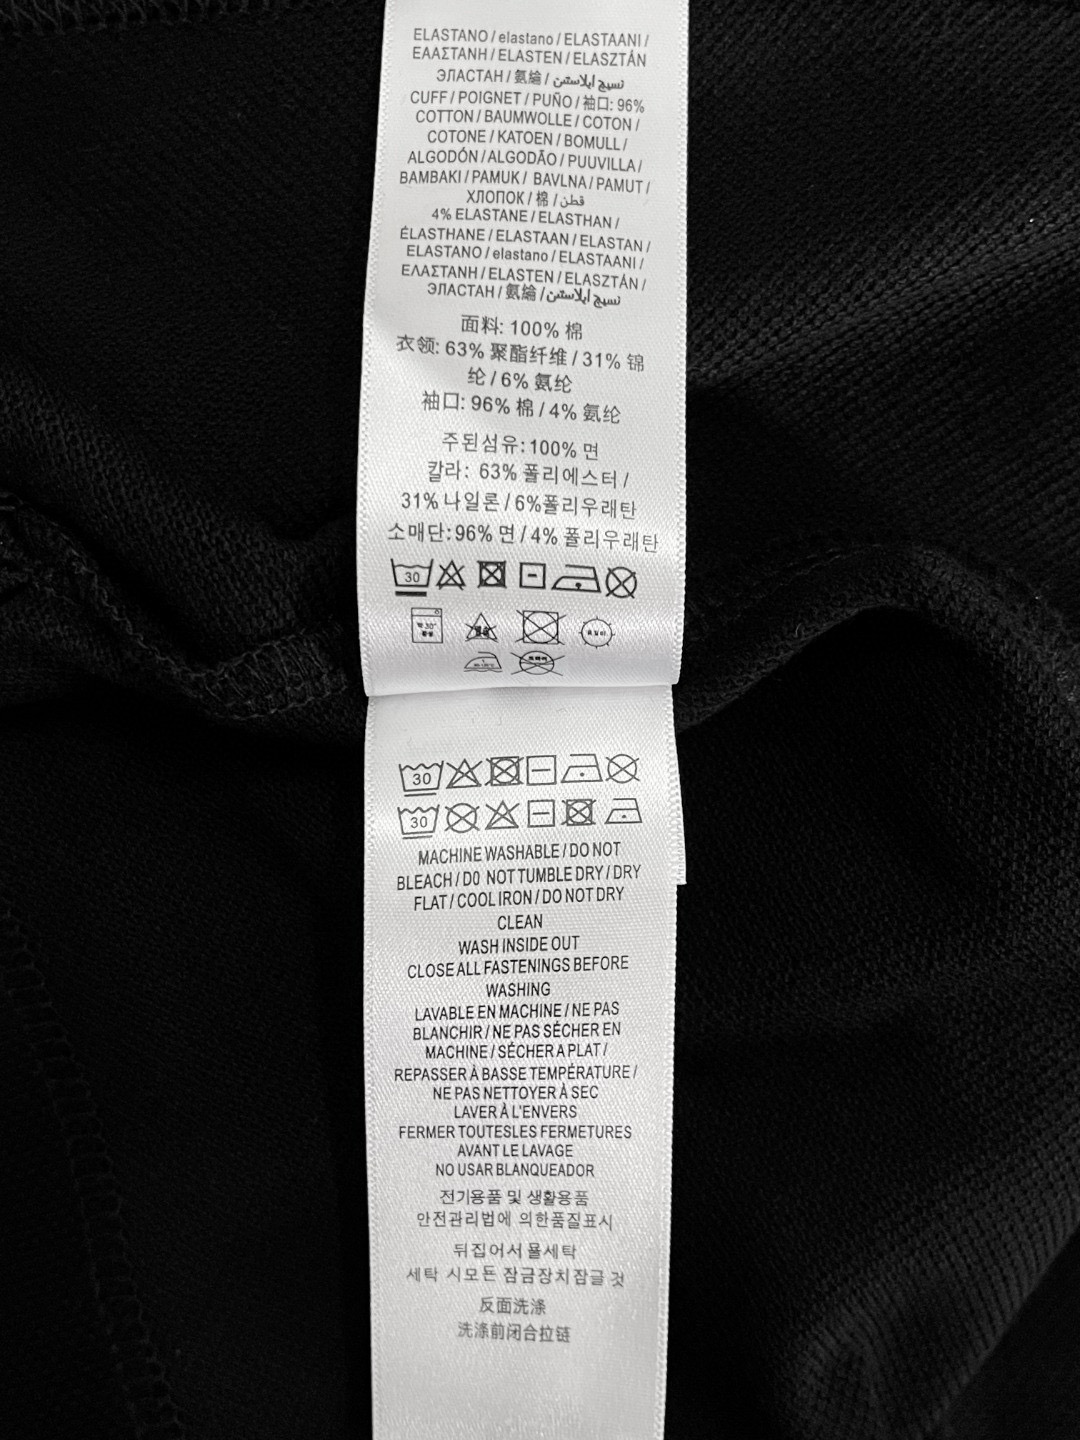 ELASTANO / elastano / ELASTAANI /
ΕΛΑΣΤΑΝΗ / ELASTEN / ELASZTÁN
ЭЛАСТАН / 氨綸 / نسيج ايلاستين
CUFF / POIGNET / PUÑO / 袖口: 96%
COTTON / BAUMWOLLE / COTON /
COTONE / KATOEN / BOMULL /
ALGODÓN / ALGODÃO / PUUVILLA /
BAMBAKI / PAMUK / BAVLNA / PAMUT /
ХЛОПОК / 棉 / قطن
4% ELASTANE / ELASTHAN /
ÉLASTHANE / ELASTAAN / ELASTAN /
ELASTANO / elastano / ELASTAANI /
ΕΛΑΣΤΑΝΗ / ELASTEN / ELASZTÁN /
ЭЛАСТАН / 氨綸 / نسيج ايلاستين
面料: 100% 棉
衣领: 63% 聚酯纤维 / 31% 锦
纶 / 6% 氨纶
袖口: 96% 棉 / 4% 氨纶
주된섬유: 100% 면
칼라: 63% 폴리에스터 /
31% 나일론 / 6%폴리우래탄
소매단: 96% 면 / 4% 폴리우래탄
30
30
30
MACHINE WASHABLE / DO NOT
BLEACH / D0 NOT TUMBLE DRY / DRY
FLAT / COOL IRON / DO NOT DRY
CLEAN
WASH INSIDE OUT
CLOSE ALL FASTENINGS BEFORE
WASHING
LAVABLE EN MACHINE / NE PAS
BLANCHIR / NE PAS SÉCHER EN
MACHINE / SÉCHER A PLAT /
REPASSER À BASSE TEMPÉRATURE /
NE PAS NETTOYER À SEC
LAVER À L'ENVERS
FERMER TOUTESLES FERMETURES
AVANT LE LAVAGE
NO USAR BLANQUEADOR
전기용품 및 생활용품
안전관리법에 의한품질표시
뒤집어서 욜세탁
세탁 시모든 잠금장치잠글 것
反面洗涤
洗涤前闭合拉链